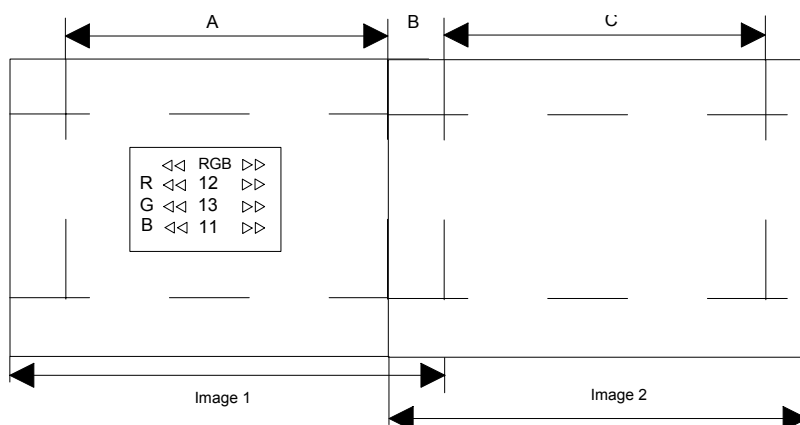 A B C
◁◁ RGB ▷▷
R ◁◁ 12 ▷▷
G ◁◁ 13 ▷▷
B ◁◁ 11 ▷▷
Image 1
Image 2